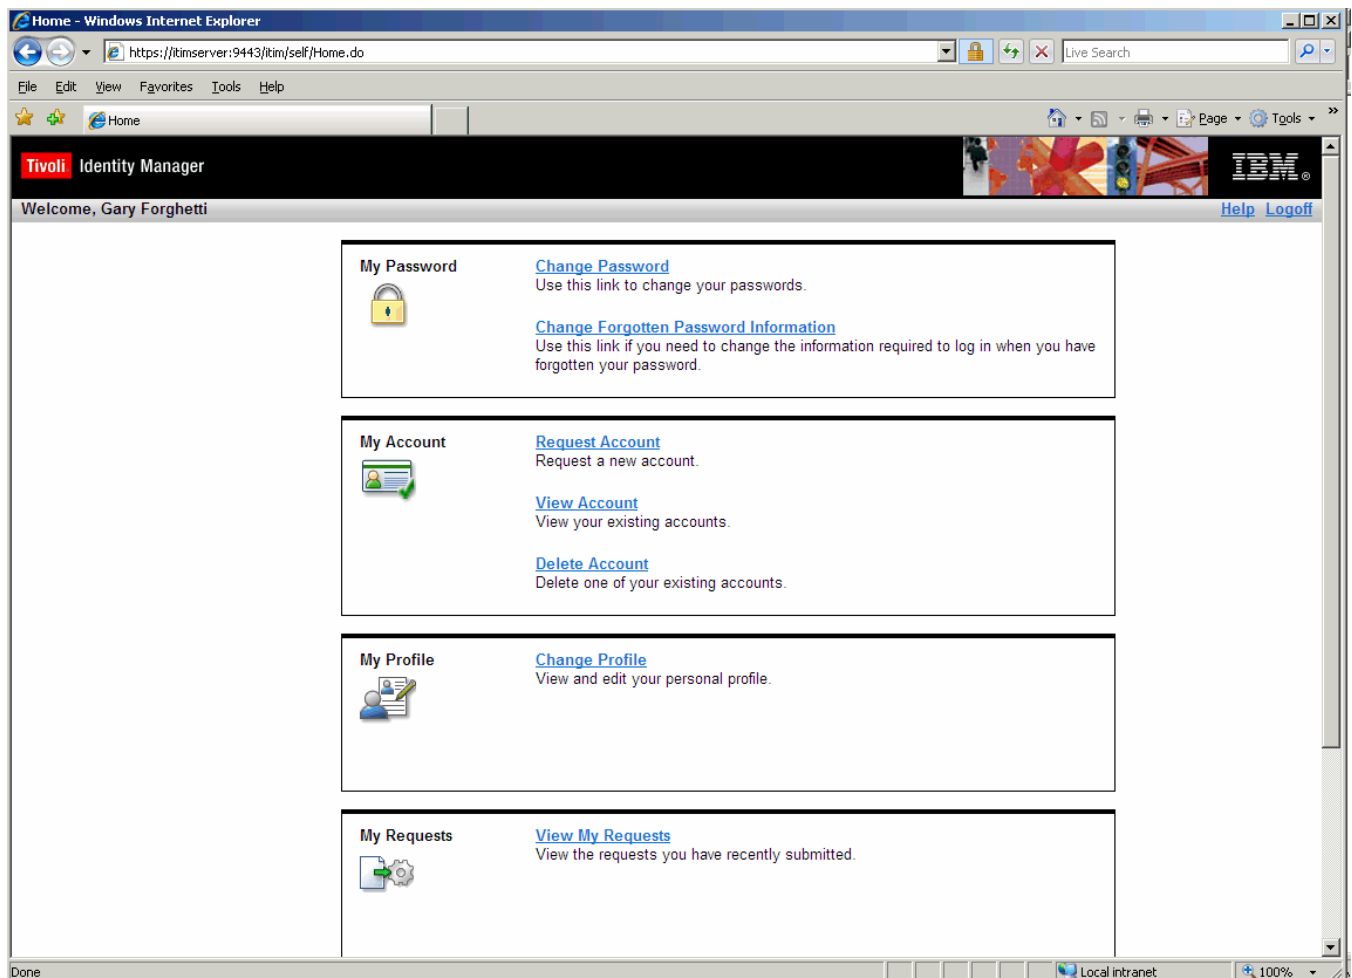 Home - Windows Internet Explorer
https://itimserver:9443/itim/self/Home.do
Live Search
File Edit View Favorites Tools Help
Home
Page Tools »
Tivoli Identity Manager
IBM®
Welcome, Gary Forghetti
Help Logoff
My Password
Change Password
Use this link to change your passwords.
Change Forgotten Password Information
Use this link if you need to change the information required to log in when you have
forgotten your password.
My Account
Request Account
Request a new account.
View Account
View your existing accounts.
Delete Account
Delete one of your existing accounts.
My Profile
Change Profile
View and edit your personal profile.
My Requests
View My Requests
View the requests you have recently submitted.
Done
Local intranet
100%